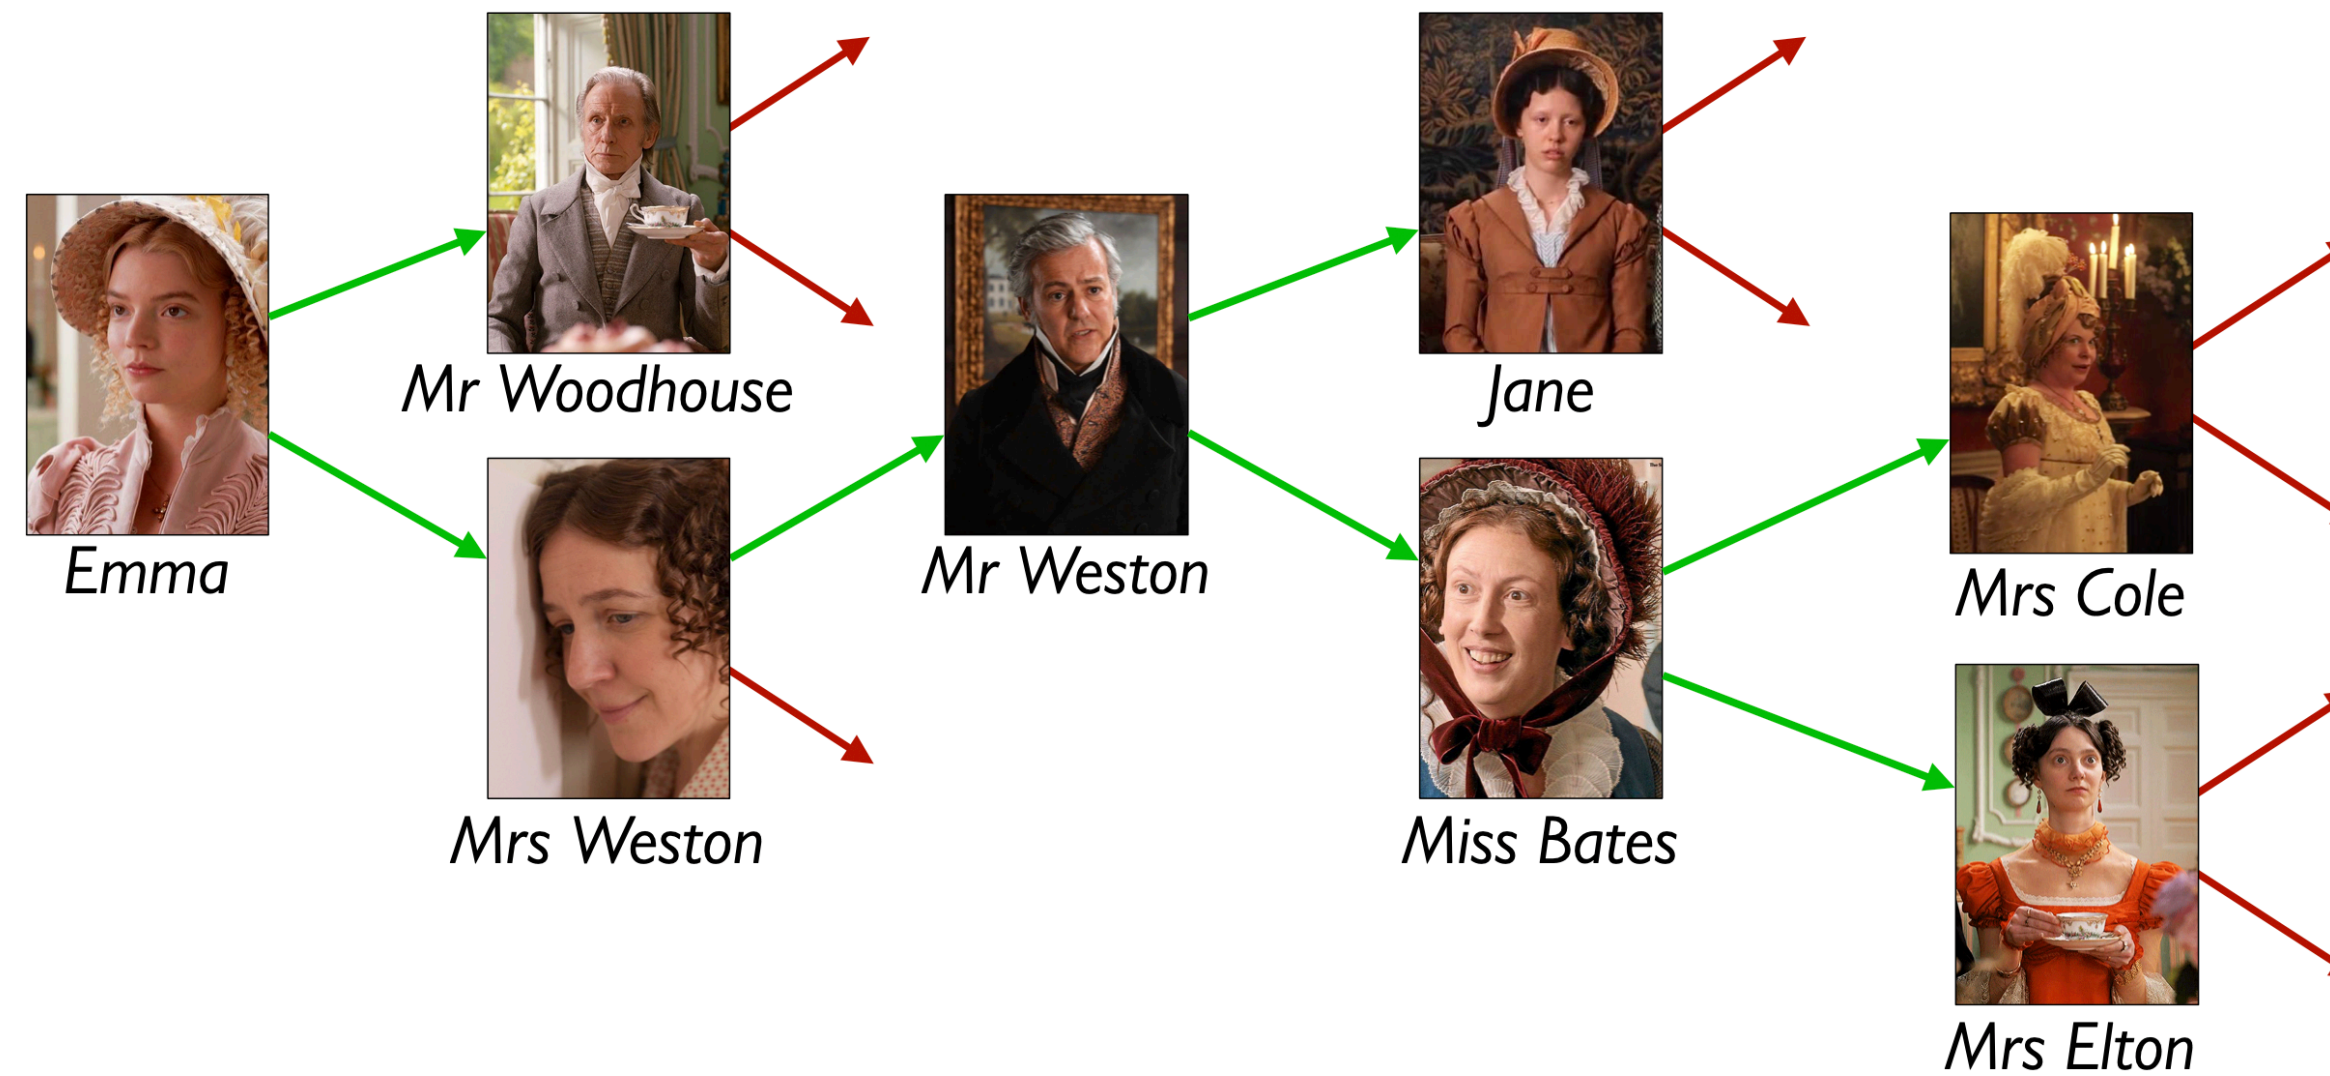 Emma
Mr Woodhouse
Mrs Weston
Mr Weston
Jane
Miss Bates
Mrs Cole
Mrs Elton